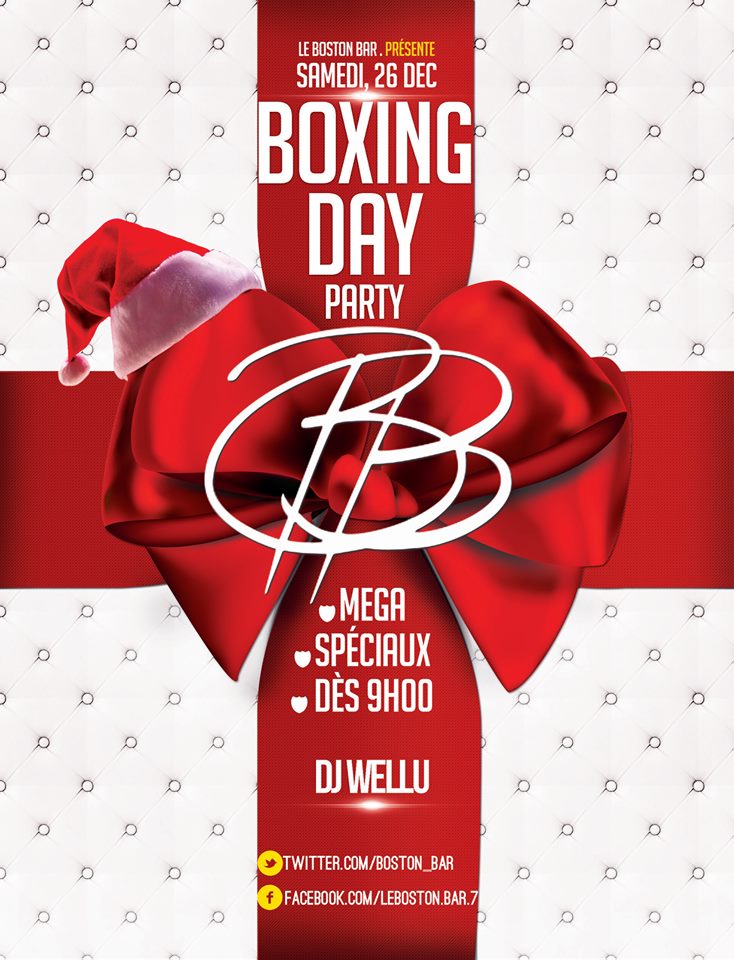 LE BOSTON BAR . PRÉSENTE
SAMEDI, 26 DEC
BOXING
DAY
PARTY
BB
MEGA
SPÉCIAUX
DÈS 9H00
DJ WELLU
TWITTER.COM/BOSTON_BAR
FACEBOOK.COM/LEBOSTON.BAR.7